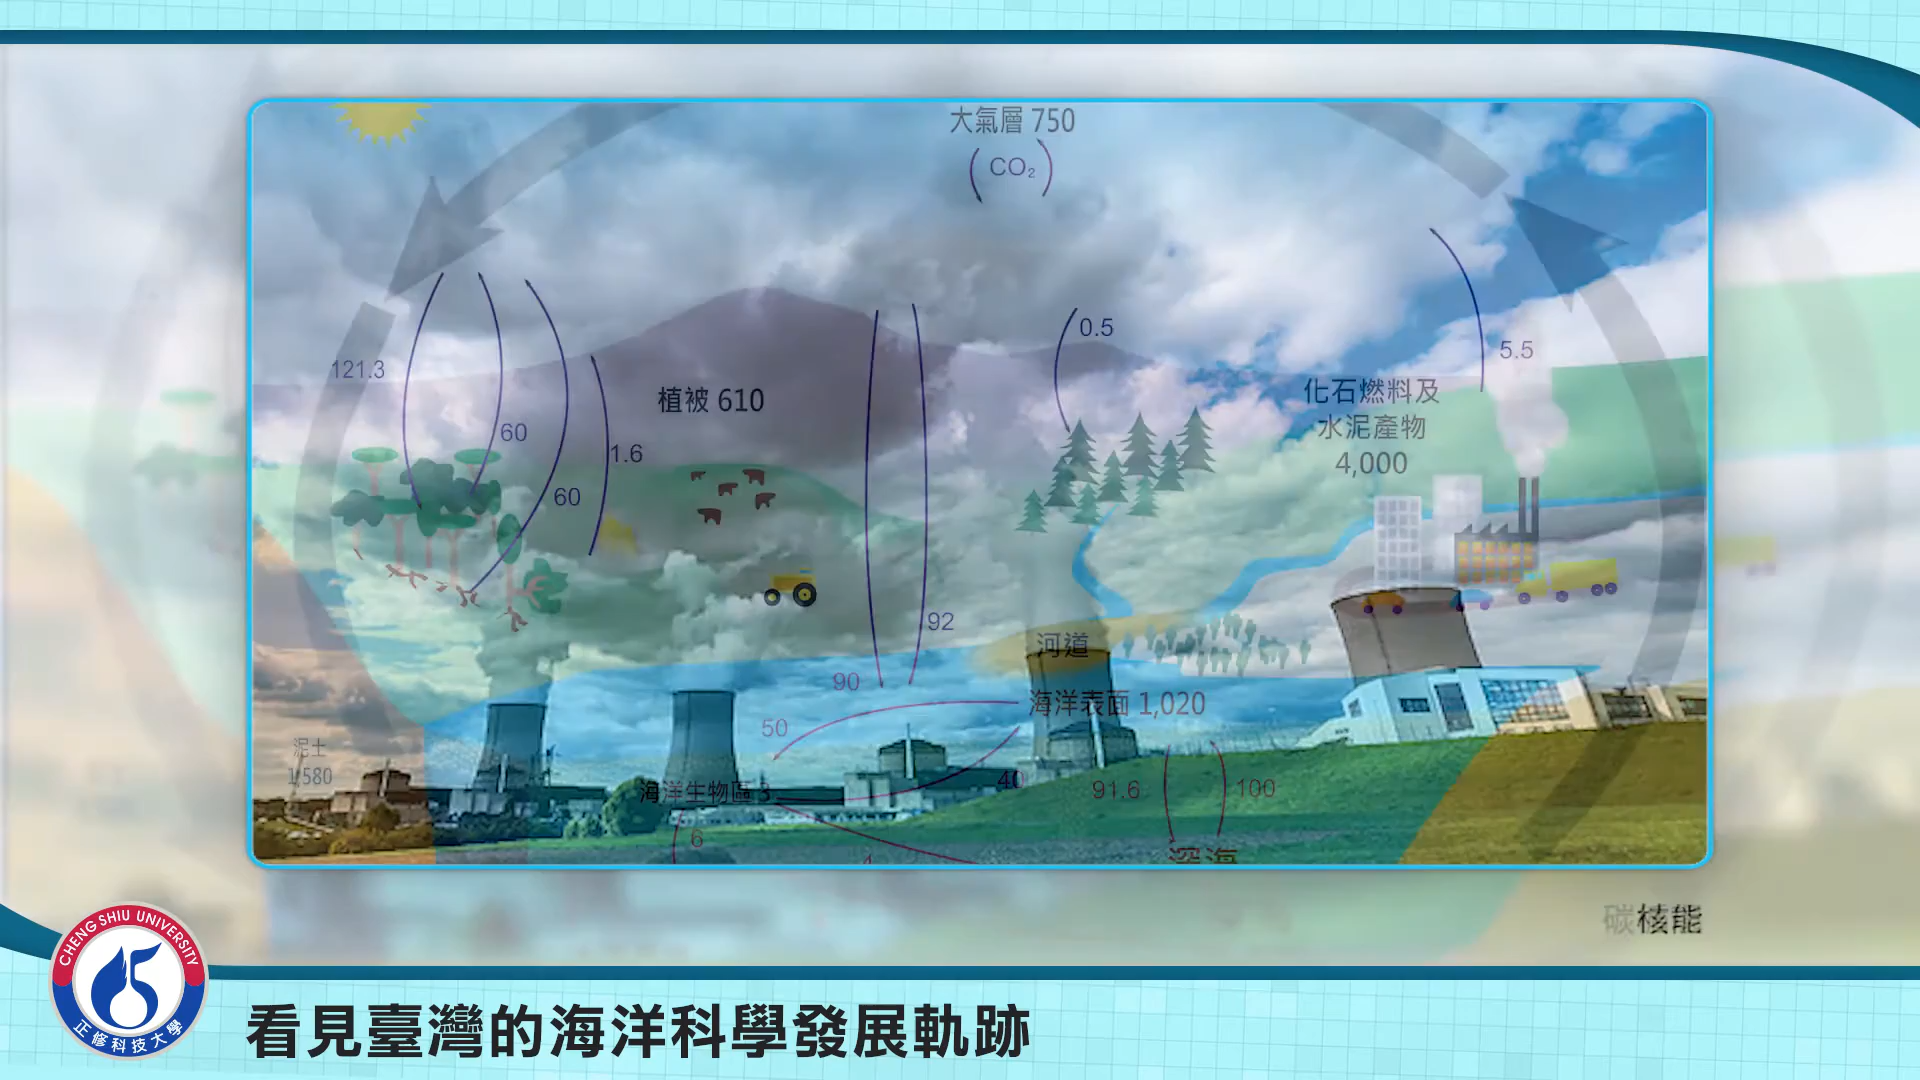 大氣層 750
CO₂
121.3
60
60
1.6
植被 610
0.5
5.5
化石燃料及
水泥產物
4,000
92
90
河道
海洋表面 1,020
50
40
91.6
100
泥土
1,580
海洋生物區 3
6
4
深海
碳核能
CHENG SHIU UNIVERSITY
正修科技大學
看見臺灣的海洋科學發展軌跡